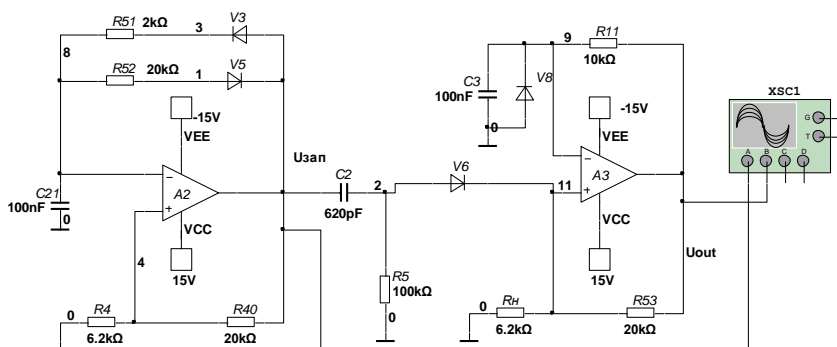 R51 2kΩ 3 V3
8
R52 20kΩ 1 V5
-15V
VEE
Uзап
C21
100nF
0
A2
VCC
15V
4
C2
620pF
2
R5
100kΩ
0
0 R4
6.2kΩ
R40
20kΩ
9 R11
10kΩ
C3
100nF
0
V8
-15V
VEE
V6
11
A3
VCC
15V
Uout
0 Rн
6.2kΩ
R53
20kΩ
XSC1
G
T
A B C D